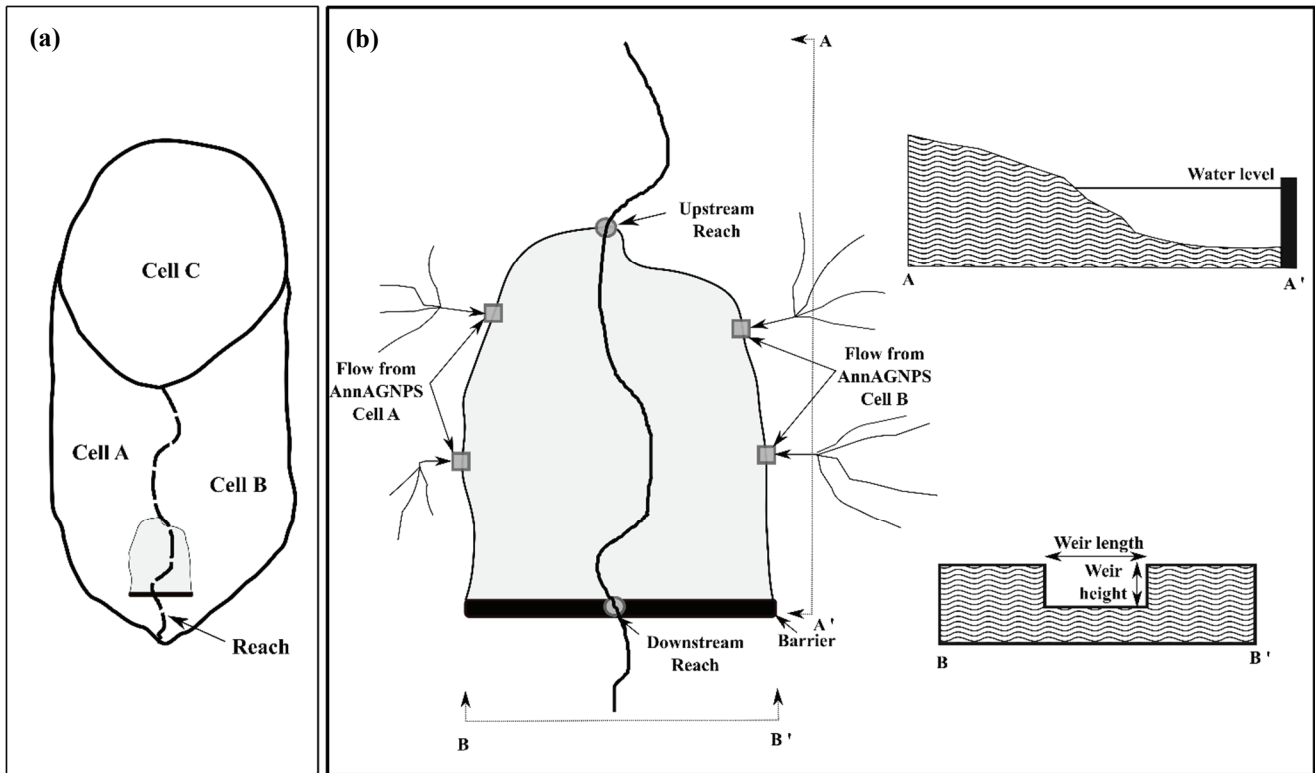 (a)
Cell C
Cell A
Cell B
Reach
(b)
A
Upstream
Reach
Flow from
AnnAGNPS
Cell A
Flow from
AnnAGNPS
Cell B
A'
Barrier
Downstream
Reach
B
B'
Water level
A
A'
Weir length
Weir
height
B
B'